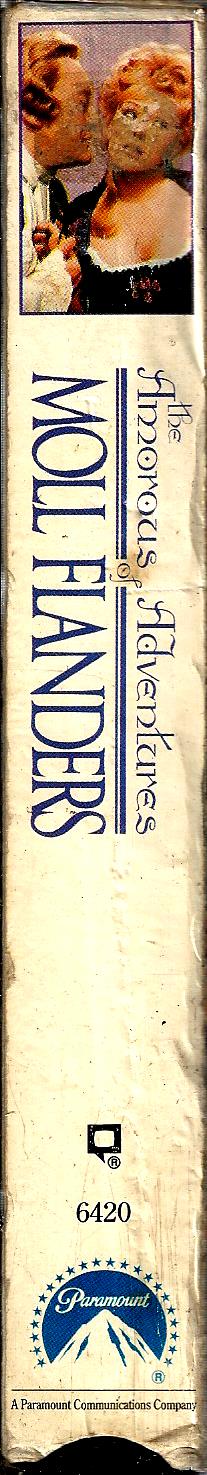 the
Amorous Adventures
of
MOLL FLANDERS
®
6420
Paramount
®
A Paramount Communications Company